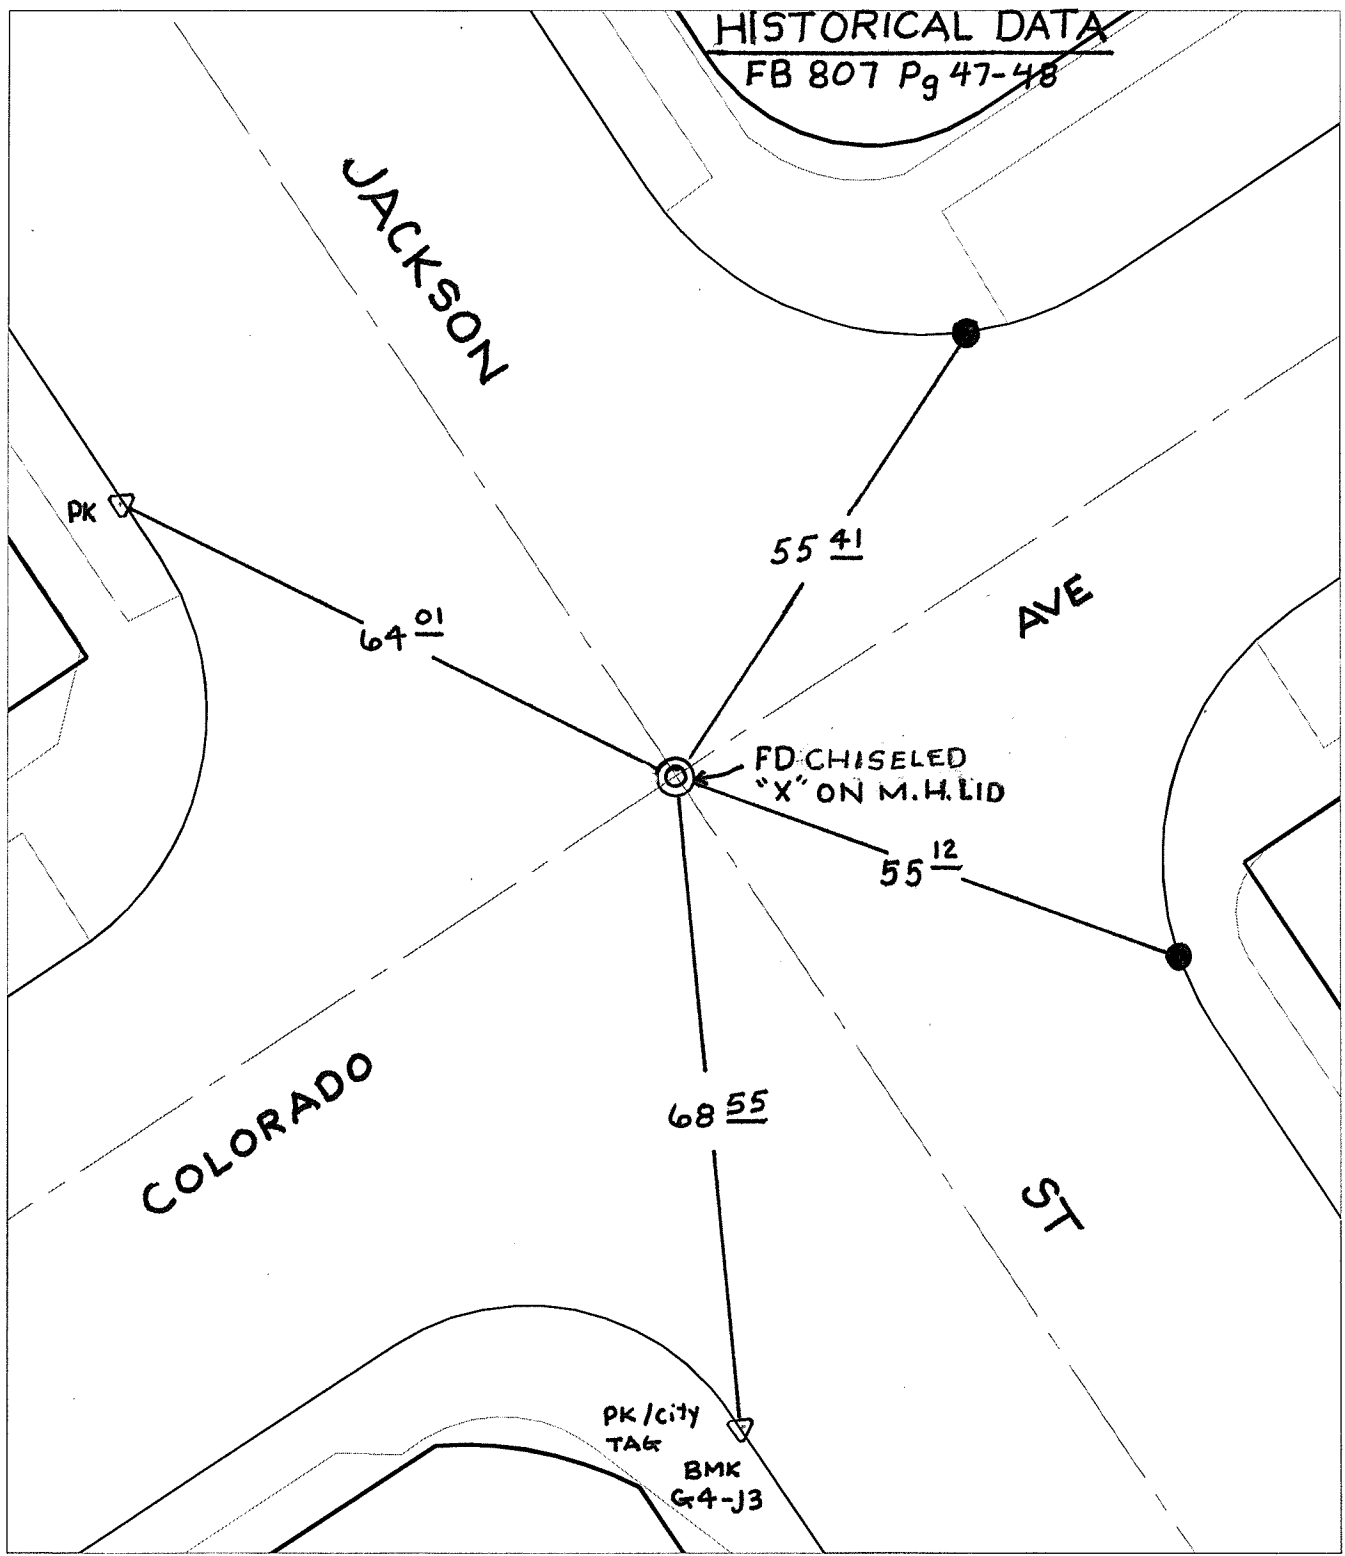 HISTORICAL DATA
FB 807 Pg 47-48
JACKSON
PK
55 41
64 01
AVE
FD CHISELED
"X" ON M.H. LID
55 12
COLORADO
68 55
ST
PK/City
TAG
BMK
G4-J3